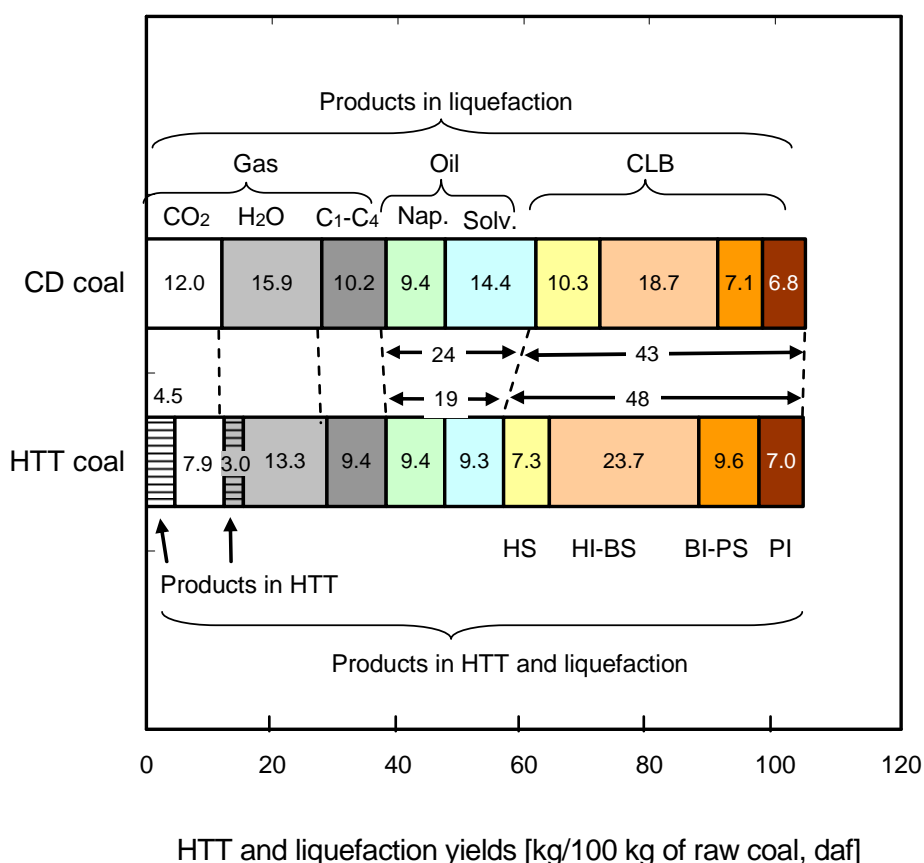 Products in liquefaction
Gas Oil CLB
CO₂ H₂O C₁-C₄ Nap. Solv.
CD coal 12.0 15.9 10.2 9.4 14.4 10.3 18.7 7.1 6.8
24 43
4.5 19 48
HTT coal 7.9 3.0 13.3 9.4 9.4 9.3 7.3 23.7 9.6 7.0
HS HI-BS BI-PS PI
Products in HTT
Products in HTT and liquefaction
0 20 40 60 80 100 120
HTT and liquefaction yields [kg/100 kg of raw coal, daf]